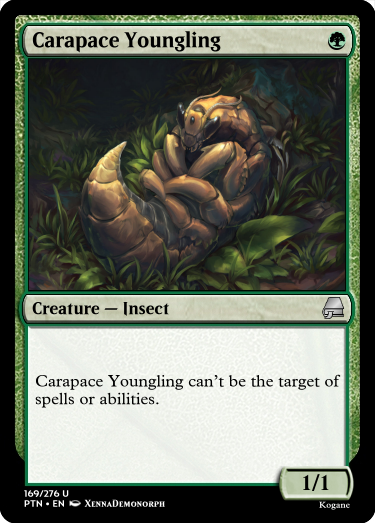 Carapace Youngling
Creature — Insect
Carapace Youngling can't be the target of
spells or abilities.
1/1
169/276 U
PTN • EN XennaDemonorph
Kogane